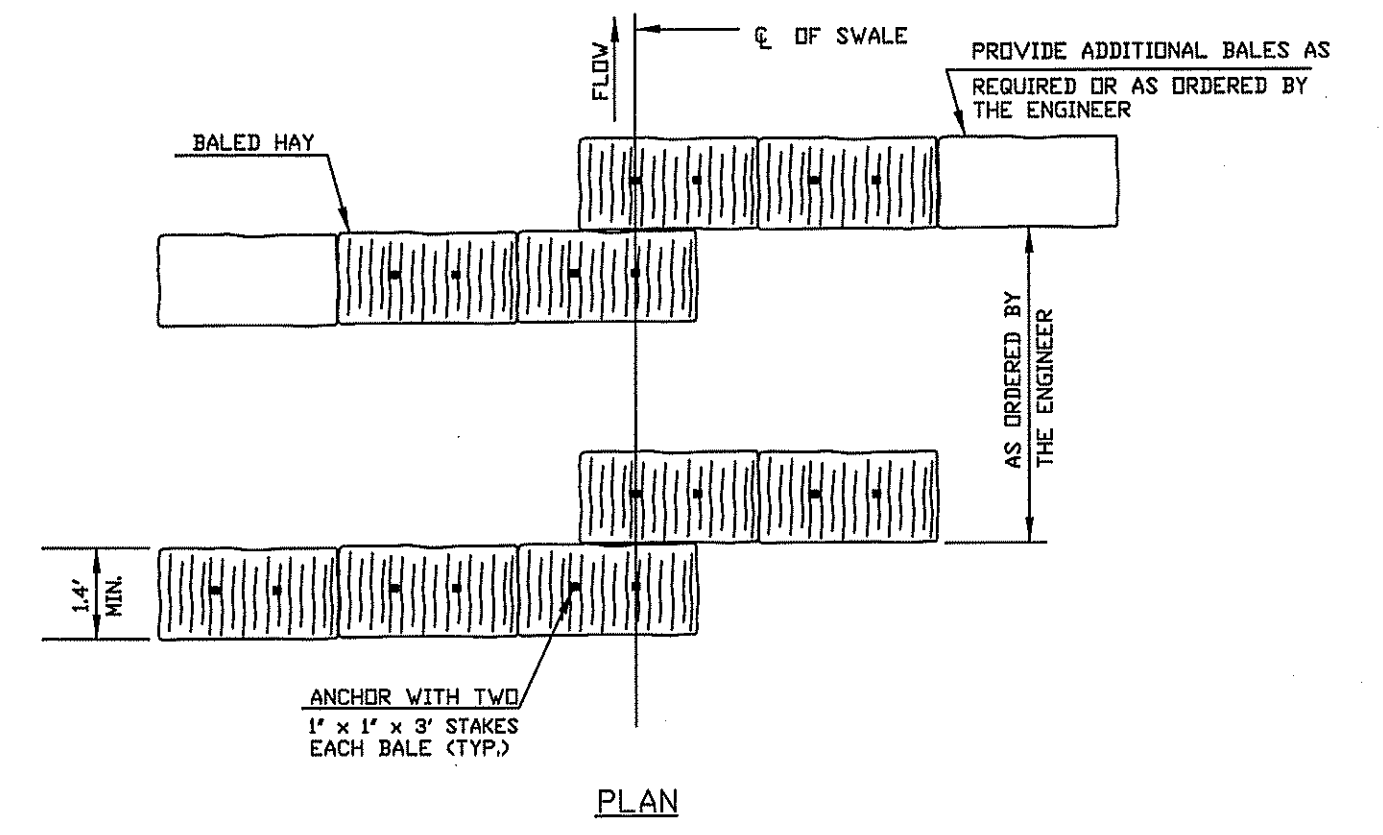 ℄ OF SWALE
FLOW
PROVIDE ADDITIONAL BALES AS
REQUIRED OR AS ORDERED BY
THE ENGINEER
BALED HAY
AS ORDERED BY
THE ENGINEER
1.4'
MIN.
ANCHOR WITH TWO
1" x 1" x 3' STAKES
EACH BALE (TYP.)
PLAN